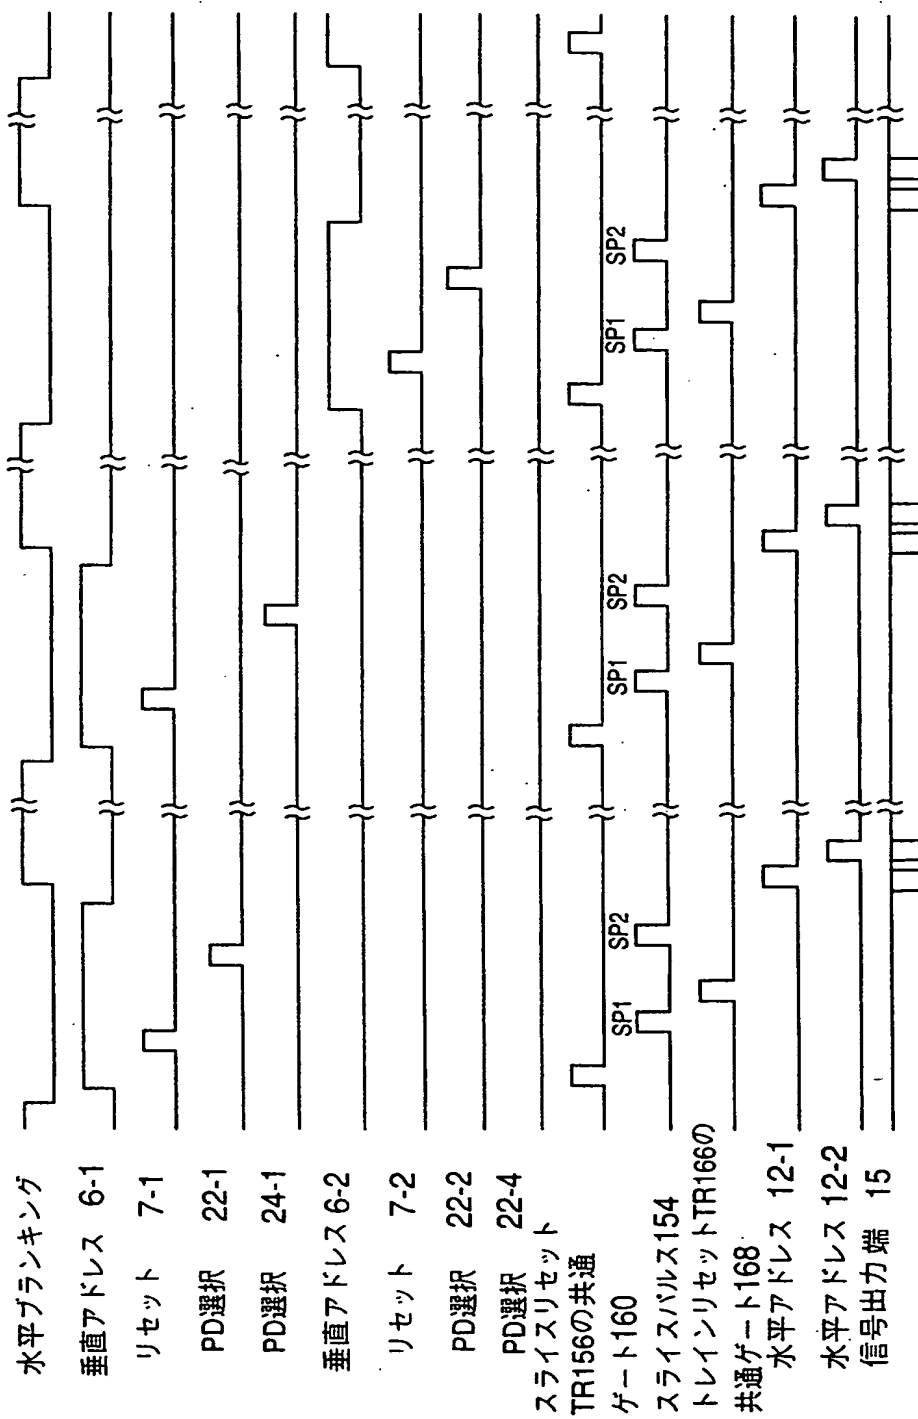 水平ブランキング
垂直アドレス 6-1
リセット 7-1
PD選択 22-1
PD選択 24-1
垂直アドレス 6-2
リセット 7-2
PD選択 22-2
PD選択 22-4
スライスリセット
TR156の共通
ゲート160
スライスパルス154
トレインリセットTR166の
共通ゲート168
水平アドレス 12-1
水平アドレス 12-2
信号出力端 15
SP1
SP2
SP1
SP2
SP1
SP2